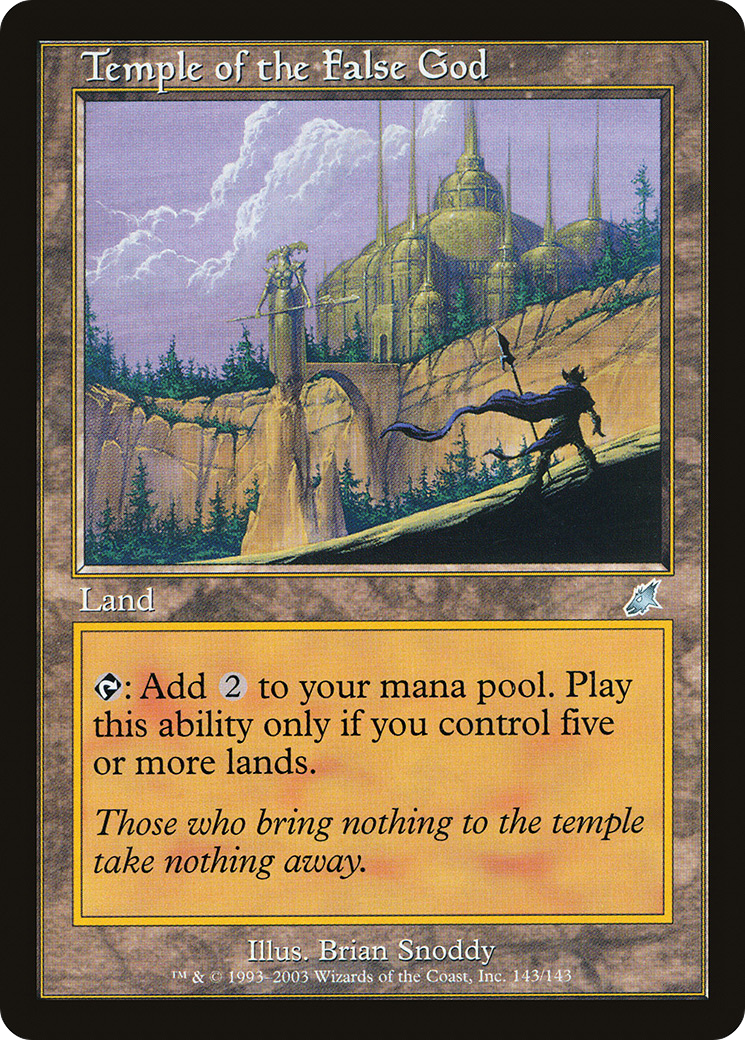 Temple of the False God
Land
: Add 2 to your mana pool. Play
this ability only if you control five
or more lands.
Those who bring nothing to the temple
take nothing away.
Illus. Brian Snoddy
™ & © 1993–2003 Wizards of the Coast, Inc. 143/143